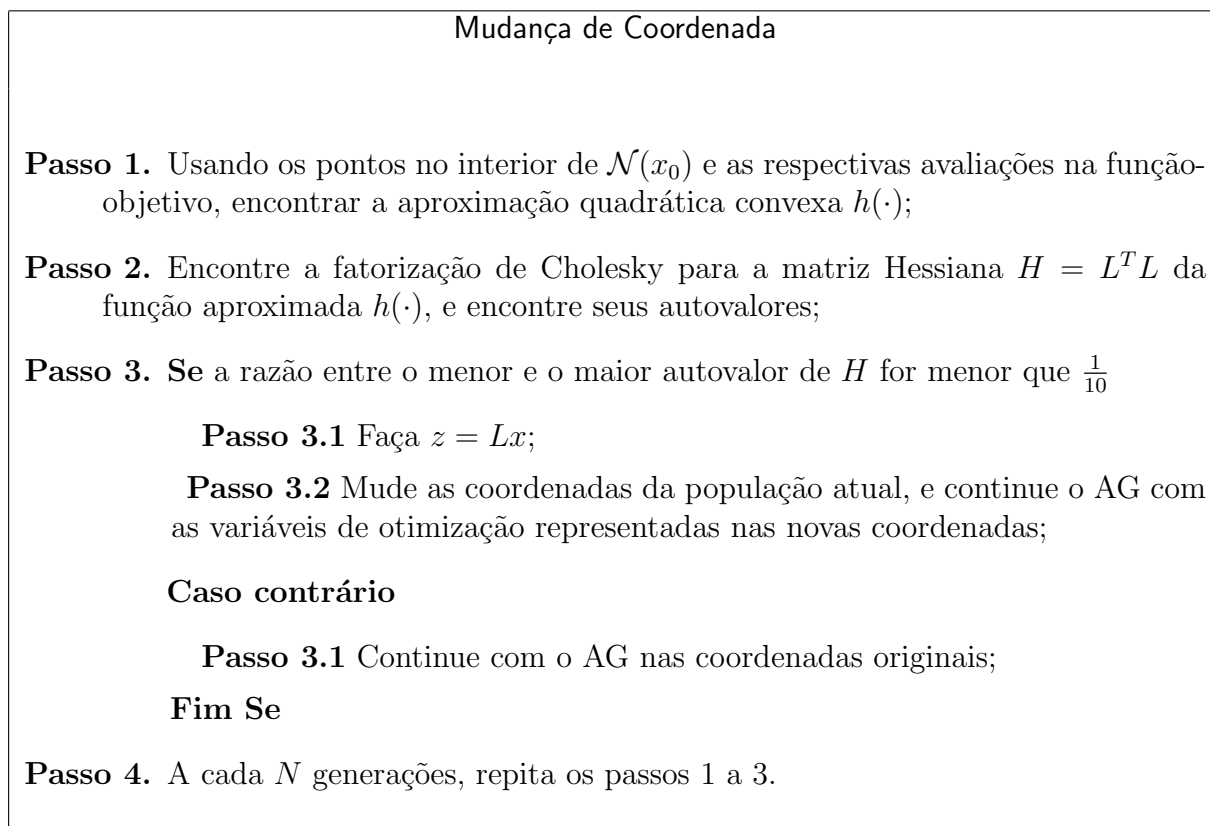 Mudança de Coordenada
Passo 1. Usando os pontos no interior de 𝒩(x₀) e as respectivas avaliações na função-
objetivo, encontrar a aproximação quadrática convexa h(·);
Passo 2. Encontre a fatorização de Cholesky para a matriz Hessiana H = LᵀL da
função aproximada h(·), e encontre seus autovalores;
Passo 3. Se a razão entre o menor e o maior autovalor de H for menor que 1/10
Passo 3.1 Faça z = Lx;
Passo 3.2 Mude as coordenadas da população atual, e continue o AG com
as variáveis de otimização representadas nas novas coordenadas;
Caso contrário
Passo 3.1 Continue com o AG nas coordenadas originais;
Fim Se
Passo 4. A cada N generações, repita os passos 1 a 3.